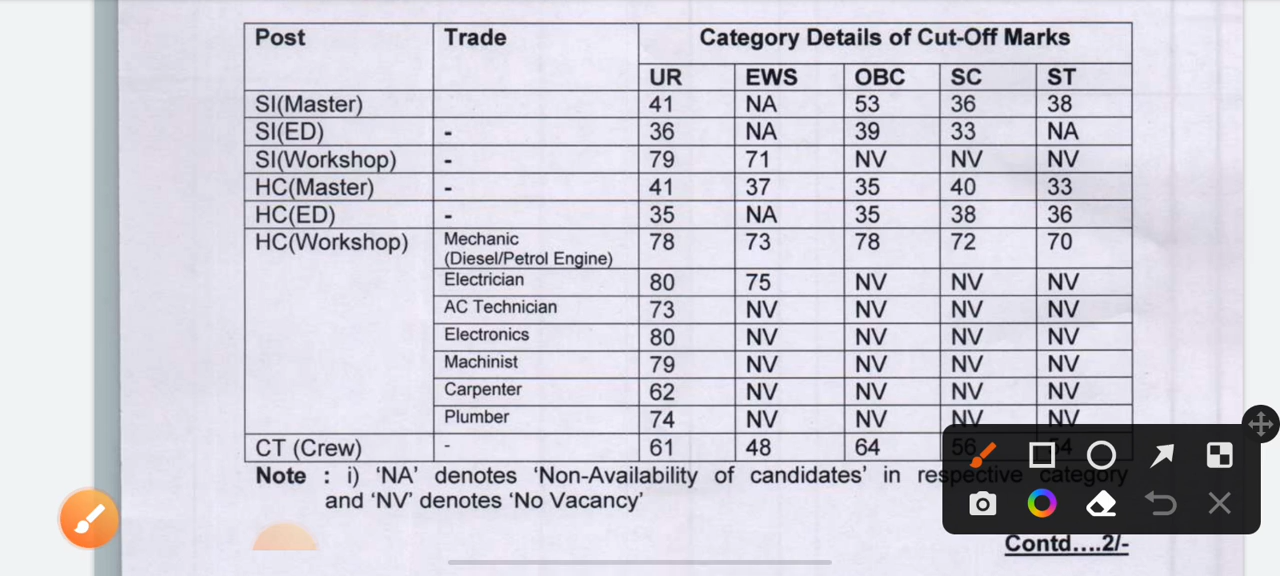 Post Trade Category Details of Cut-Off Marks
UR EWS OBC SC ST
SI(Master) 41 NA 53 36 38
SI(ED) - 36 NA 39 33 NA
SI(Workshop) - 79 71 NV NV NV
HC(Master) - 41 37 35 40 33
HC(ED) - 35 NA 35 38 36
HC(Workshop) Mechanic 78 73 78 72 70
(Diesel/Petrol Engine)
Electrician 80 75 NV NV NV
AC Technician 73 NV NV NV NV
Electronics 80 NV NV NV NV
Machinist 79 NV NV NV NV
Carpenter 62 NV NV NV NV
Plumber 74 NV NV NV NV
CT (Crew) - 61 48 64 56 54
Note : i) ‘NA’ denotes ‘Non-Availability of candidates’ in respective category
and ‘NV’ denotes ‘No Vacancy’
Contd....2/-